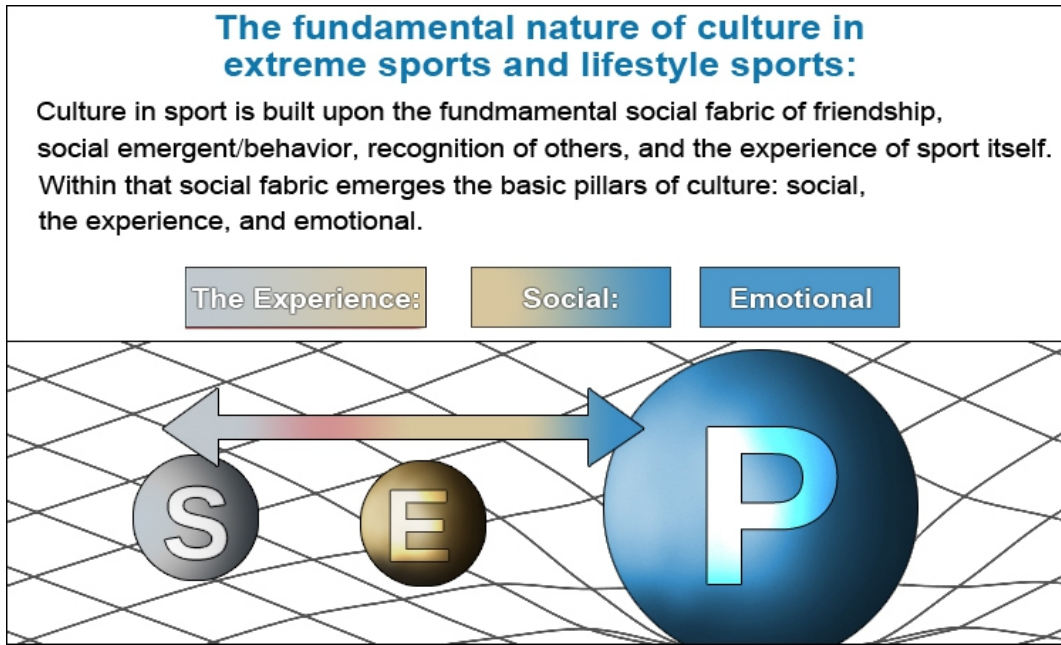 The fundamental nature of culture in
extreme sports and lifestyle sports:
Culture in sport is built upon the fundmamental social fabric of friendship,
social emergent/behavior, recognition of others, and the experience of sport itself.
Within that social fabric emerges the basic pillars of culture: social,
the experience, and emotional.
The Experience: Social: Emotional
S E P